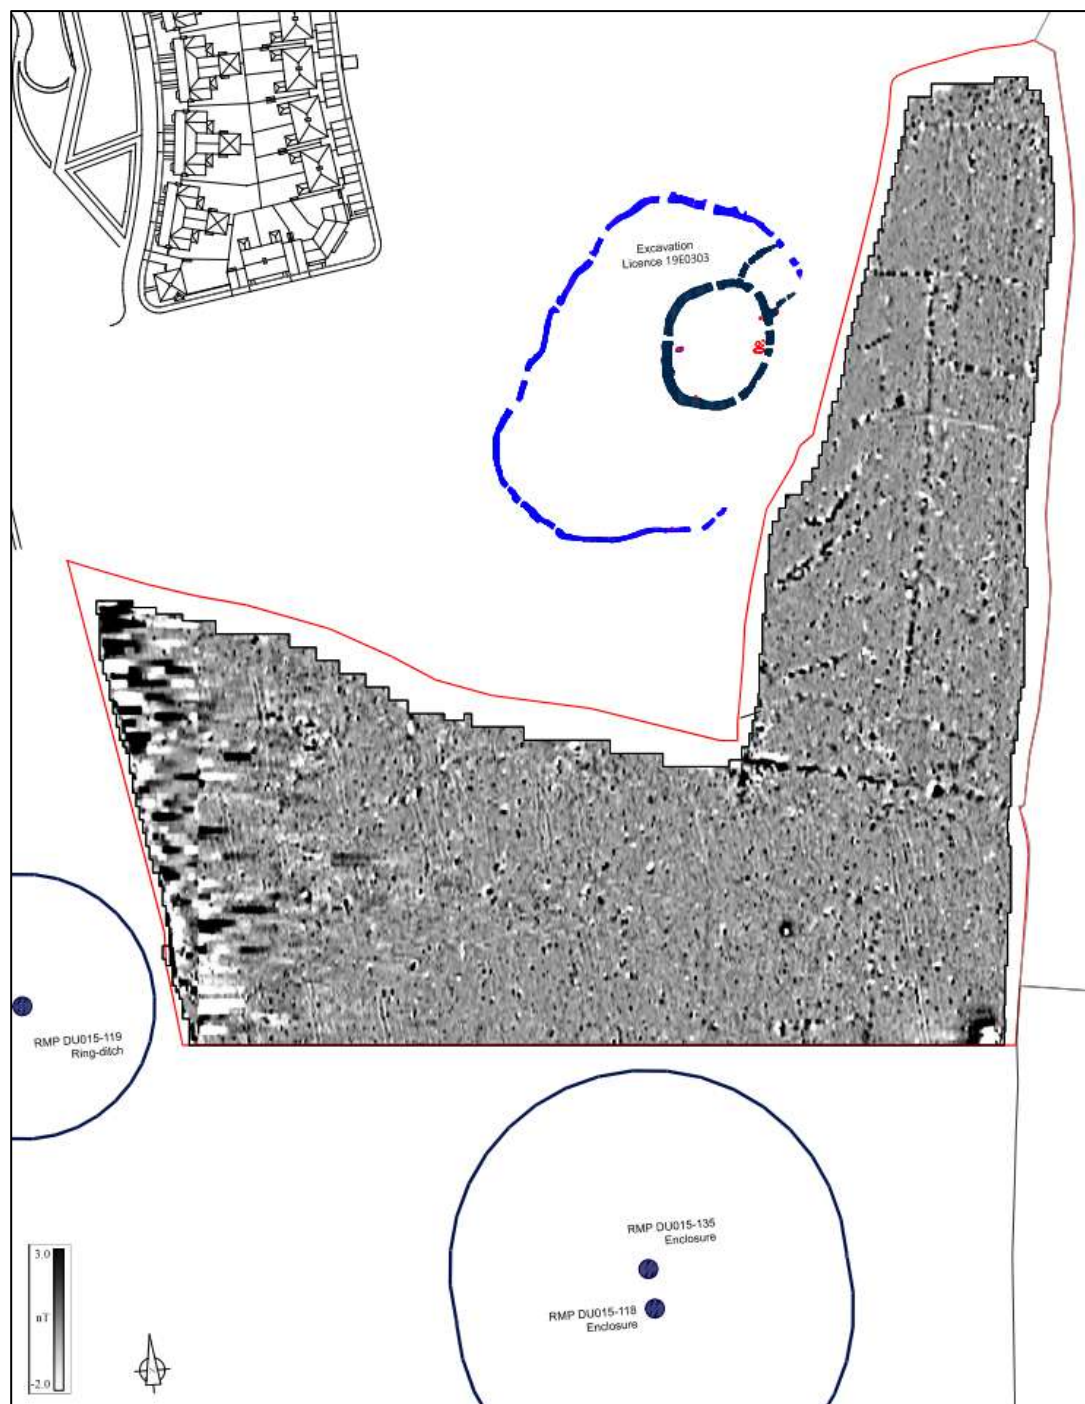 Excavation
Licence 19E0303
RMP DU015-119
Ring-ditch
RMP DU015-135
Enclosure
RMP DU015-118
Enclosure
3.0
nT
-2.0